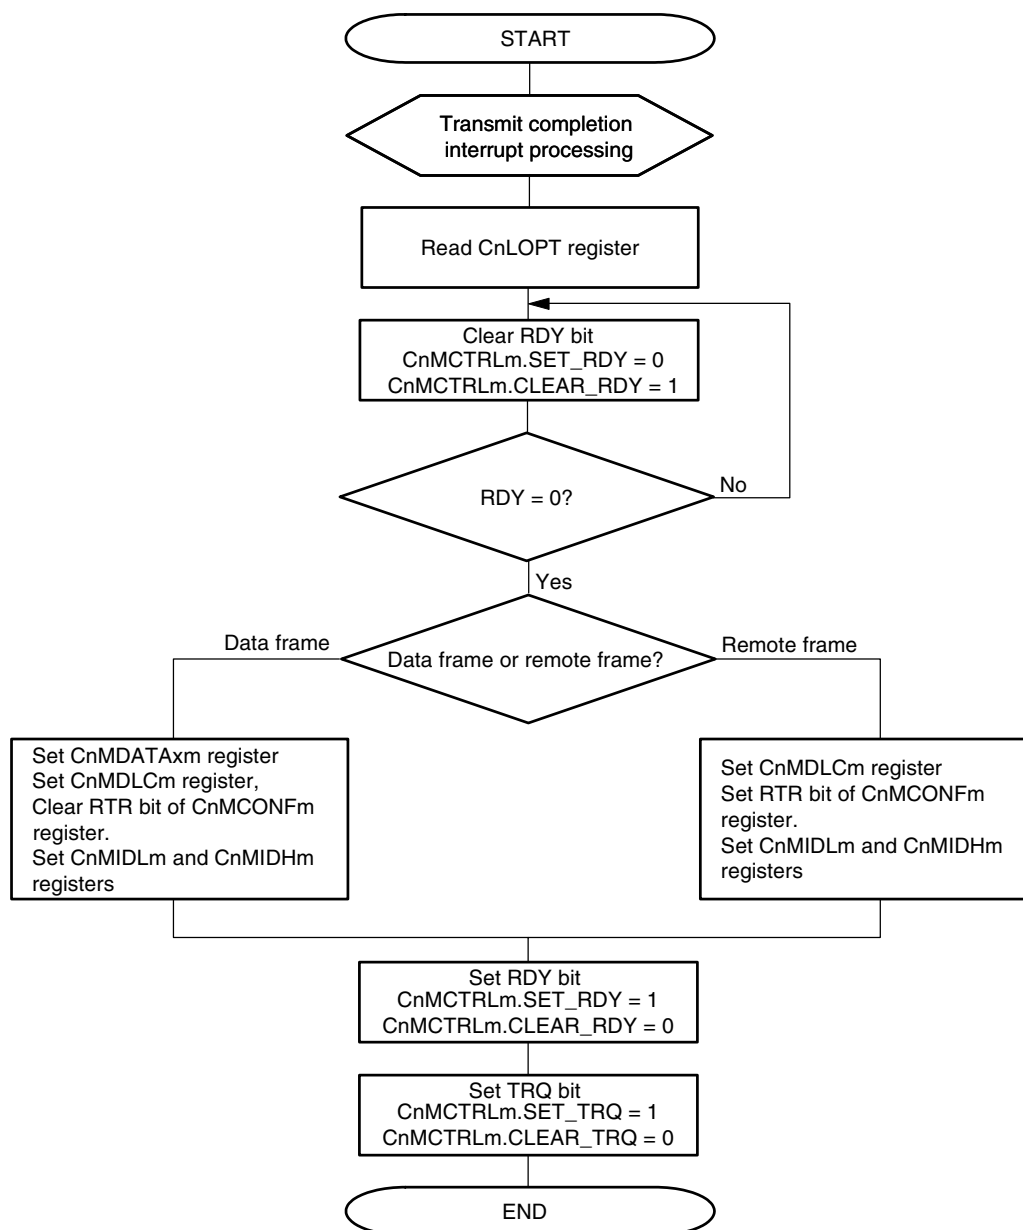 START
Transmit completion
interrupt processing
Read CnLOPT register
Clear RDY bit
CnMCTRLm.SET_RDY = 0
CnMCTRLm.CLEAR_RDY = 1
RDY = 0?
No
Yes
Data frame
Data frame or remote frame?
Remote frame
Set CnMDATAxm register
Set CnMDLCm register,
Clear RTR bit of CnMCONFm
register.
Set CnMIDLm and CnMIDHm
registers
Set CnMDLCm register
Set RTR bit of CnMCONFm
register.
Set CnMIDLm and CnMIDHm
registers
Set RDY bit
CnMCTRLm.SET_RDY = 1
CnMCTRLm.CLEAR_RDY = 0
Set TRQ bit
CnMCTRLm.SET_TRQ = 1
CnMCTRLm.CLEAR_TRQ = 0
END